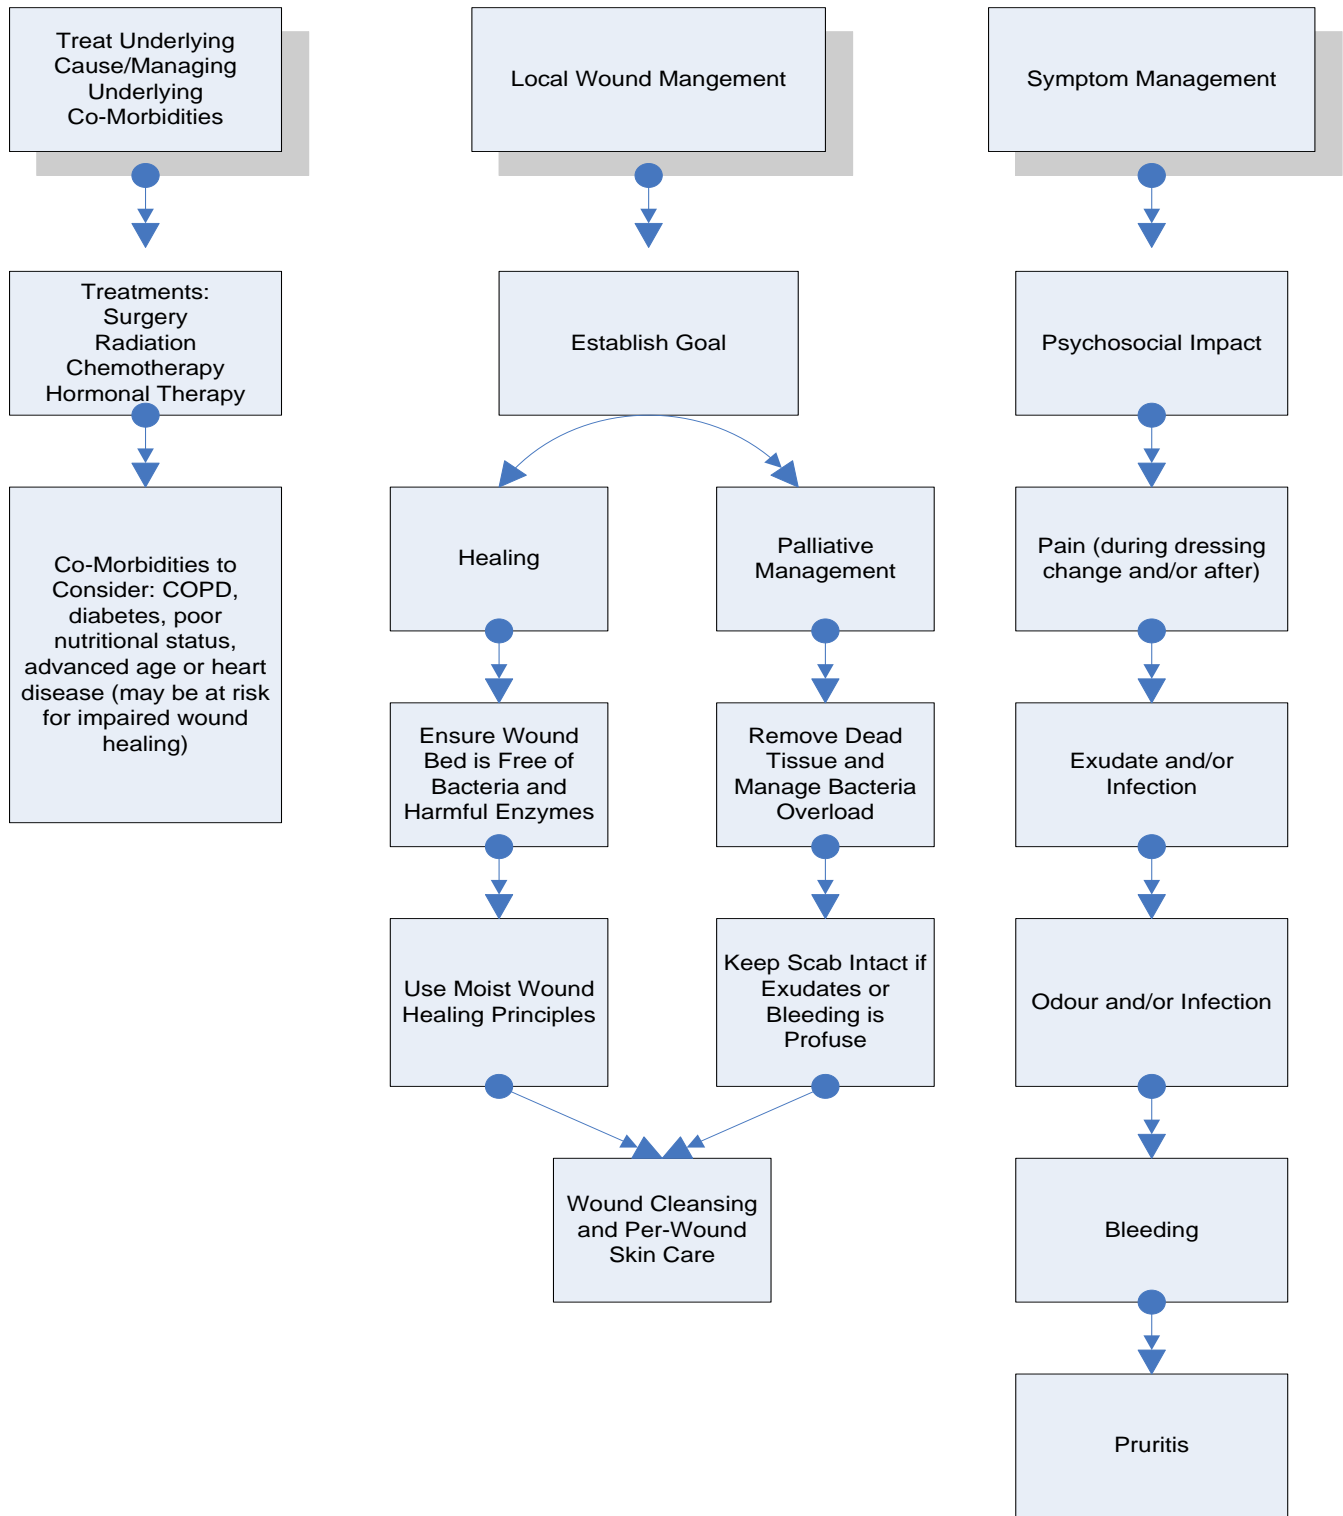 Treat Underlying
Cause/Managing
Underlying
Co-Morbidities
Treatments:
Surgery
Radiation
Chemotherapy
Hormonal Therapy
Co-Morbidities to
Consider: COPD,
diabetes, poor
nutritional status,
advanced age or heart
disease (may be at risk
for impaired wound
healing)
Local Wound Mangement
Establish Goal
Healing
Ensure Wound
Bed is Free of
Bacteria and
Harmful Enzymes
Use Moist Wound
Healing Principles
Palliative
Management
Remove Dead
Tissue and
Manage Bacteria
Overload
Keep Scab Intact if
Exudates or
Bleeding is
Profuse
Wound Cleansing
and Per-Wound
Skin Care
Symptom Management
Psychosocial Impact
Pain (during dressing
change and/or after)
Exudate and/or
Infection
Odour and/or Infection
Bleeding
Pruritis